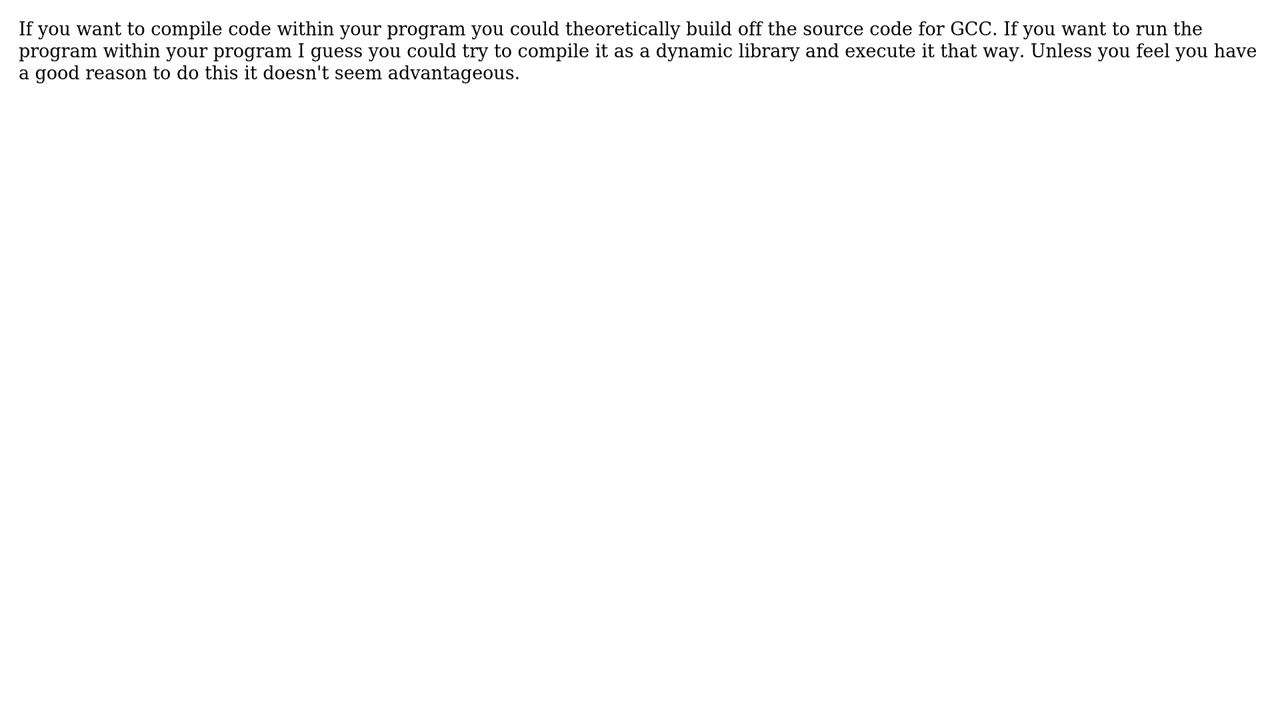 If you want to compile code within your program you could theoretically build off the source code for GCC. If you want to run the
program within your program I guess you could try to compile it as a dynamic library and execute it that way. Unless you feel you have
a good reason to do this it doesn't seem advantageous.